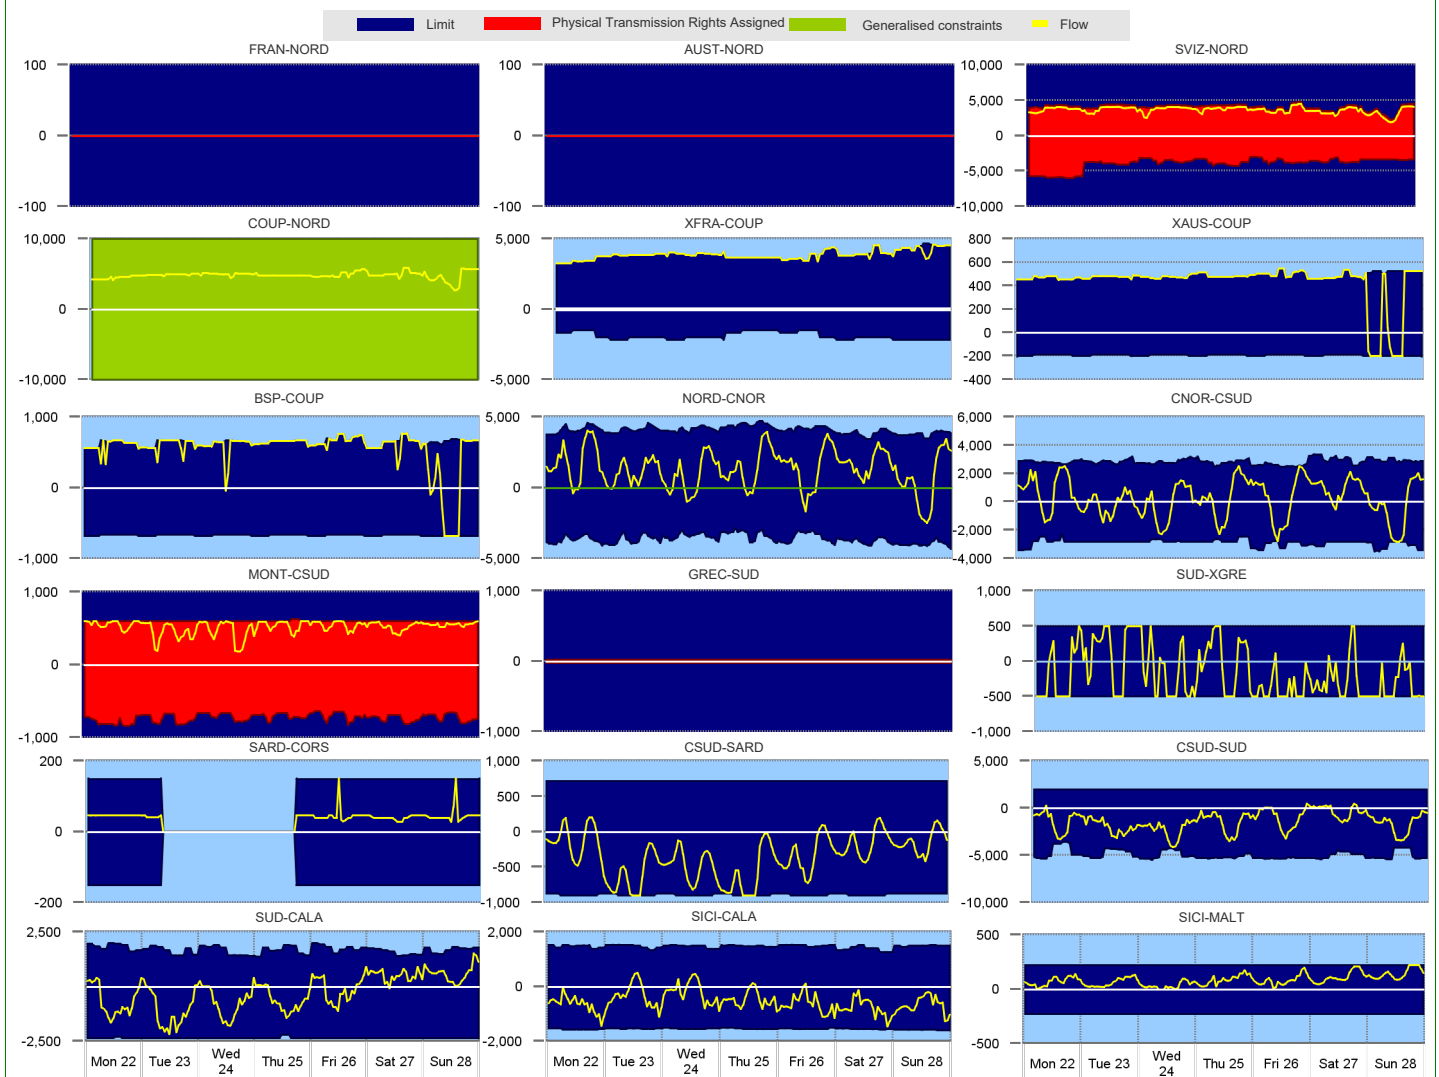 Limit Physical Transmission Rights Assigned Generalised constraints Flow
FRAN-NORD AUST-NORD SVIZ-NORD
100 100 10,000
5,000
0 0 0
-5,000
-100 -100 -10,000
COUP-NORD XFRA-COUP XAUS-COUP
10,000 5,000 800
600
400
200
0 0 0
-200
-10,000 -5,000 -400
BSP-COUP NORD-CNOR CNOR-CSUD
1,000 5,000 6,000
4,000
2,000
0 0 0
-2,000
-1,000 -5,000 -4,000
MONT-CSUD GREC-SUD SUD-XGRE
1,000 1,000 1,000
500
0 0 0
-500
-1,000 -1,000 -1,000
SARD-CORS CSUD-SARD CSUD-SUD
200 1,000 5,000
500
0 0 0
-500 -5,000
-200 -1,000 -10,000
SUD-CALA SICI-CALA SICI-MALT
2,500 2,000 500
0 0 0
-2,500 -2,000 -500
Mon 22 Tue 23 Wed 24 Thu 25 Fri 26 Sat 27 Sun 28 Mon 22 Tue 23 Wed 24 Thu 25 Fri 26 Sat 27 Sun 28 Mon 22 Tue 23 Wed 24 Thu 25 Fri 26 Sat 27 Sun 28